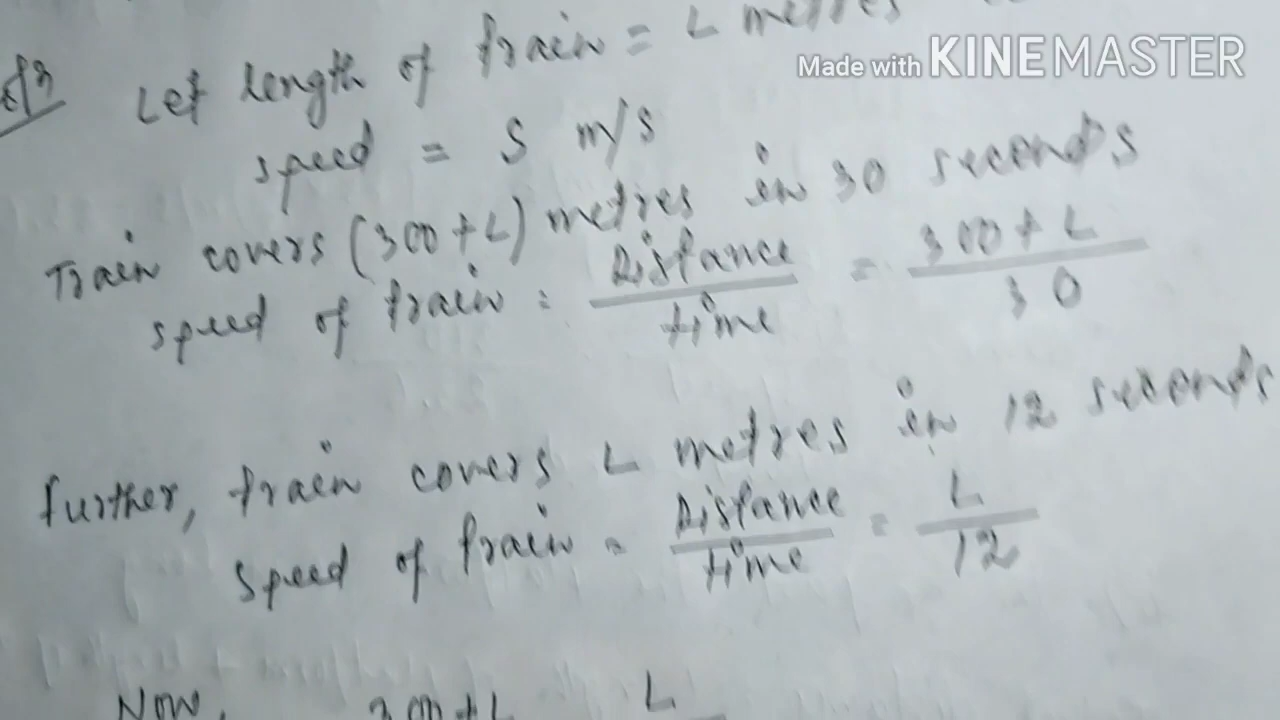 Let length of train = L metres
Made with KINEMASTER
speed = S m/s
Train covers (300+L) metres in 30 seconds
speed of train = Distance/time = 300+L/30
further, train covers L metres in 12 seconds
speed of train = Distance/time = L/12
Now, 300+L L